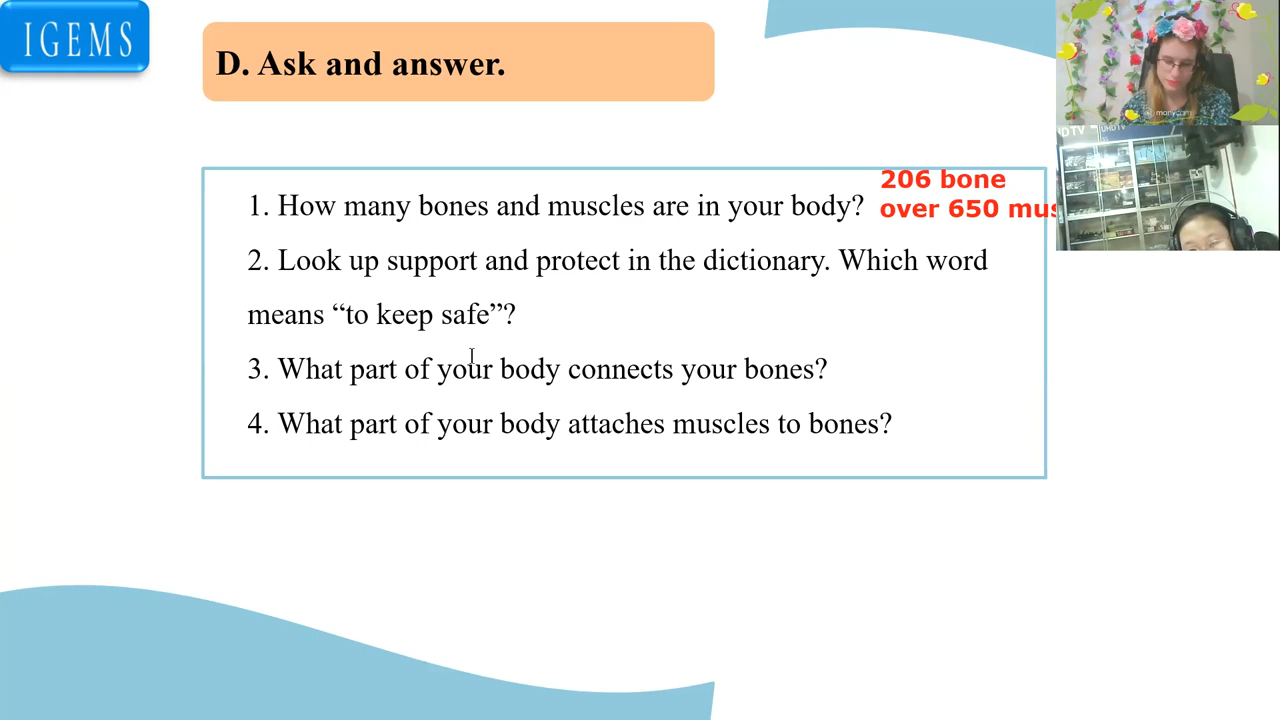 IGEMS
D. Ask and answer.
206 bone
1. How many bones and muscles are in your body? over 650 mus
2. Look up support and protect in the dictionary. Which word
means “to keep safe”?
3. What part of your body connects your bones?
4. What part of your body attaches muscles to bones?
manycam
UHDTV